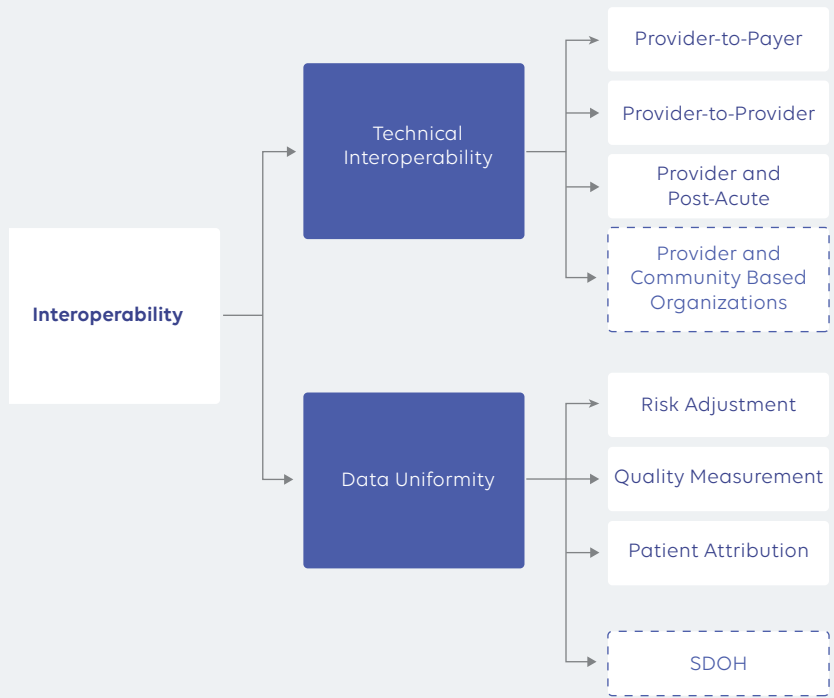 Interoperability
Technical
Interoperability
Provider-to-Payer
Provider-to-Provider
Provider and
Post-Acute
Provider and
Community Based
Organizations
Data Uniformity
Risk Adjustment
Quality Measurement
Patient Attribution
SDOH